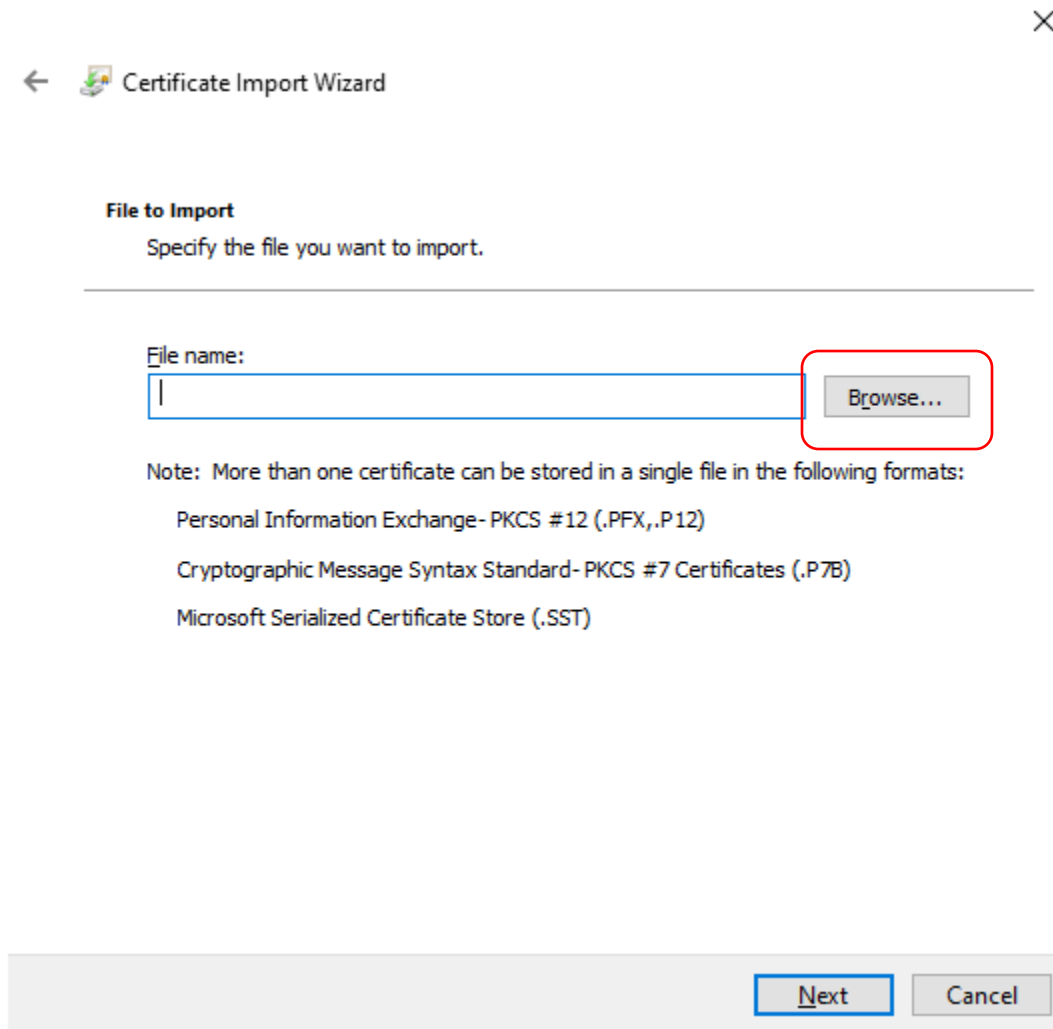 Certificate Import Wizard
File to Import
Specify the file you want to import.
File name:
Browse...
Note: More than one certificate can be stored in a single file in the following formats:
Personal Information Exchange- PKCS #12 (.PFX,.P12)
Cryptographic Message Syntax Standard- PKCS #7 Certificates (.P7B)
Microsoft Serialized Certificate Store (.SST)
Next Cancel